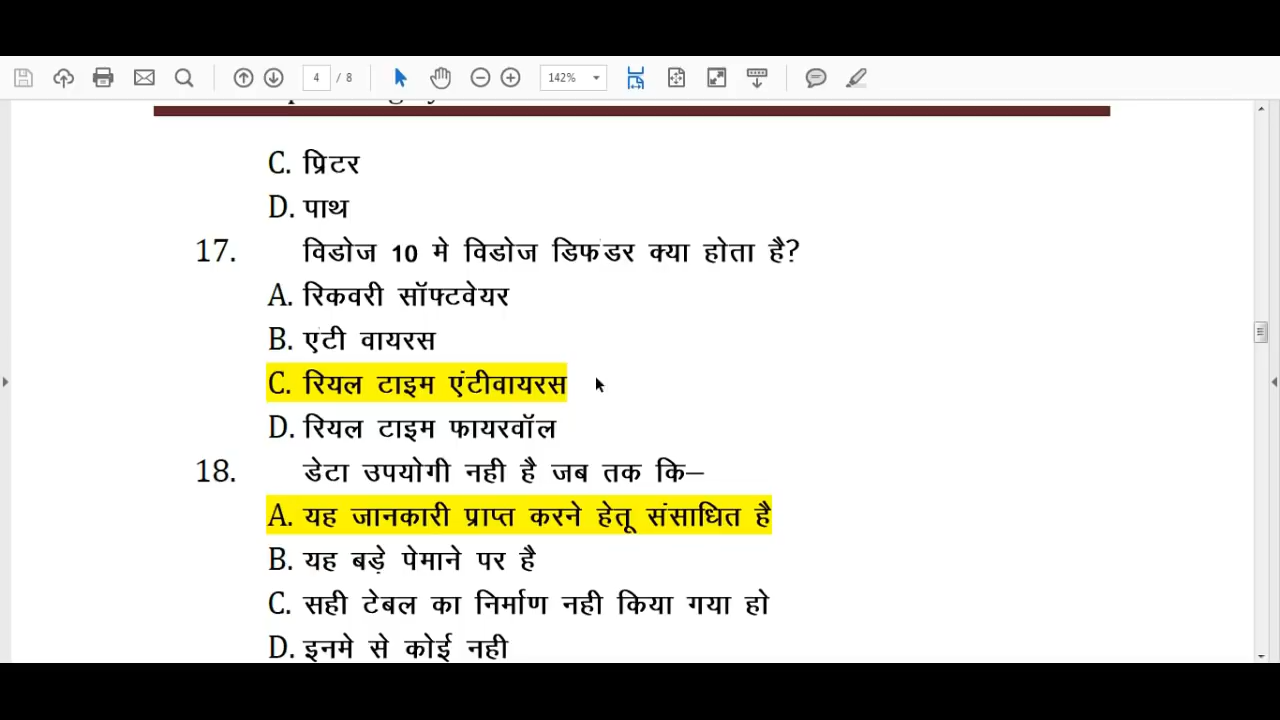 4 / 8
142%
C. प्रिटर
D. पाथ
17. विडोज 10 मे विडोज डिफंडर क्या होता है?
A. रिकवरी सॉफ्टवेयर
B. एटी वायरस
C. रियल टाइम एंटीवायरस
D. रियल टाइम फायरवॉल
18. डेटा उपयोगी नही है जब तक कि–
A. यह जानकारी प्राप्त करने हेतू संसाधित है
B. यह बड़े पेमाने पर है
C. सही टेबल का निर्माण नही किया गया हो
D. इनमे से कोई नही